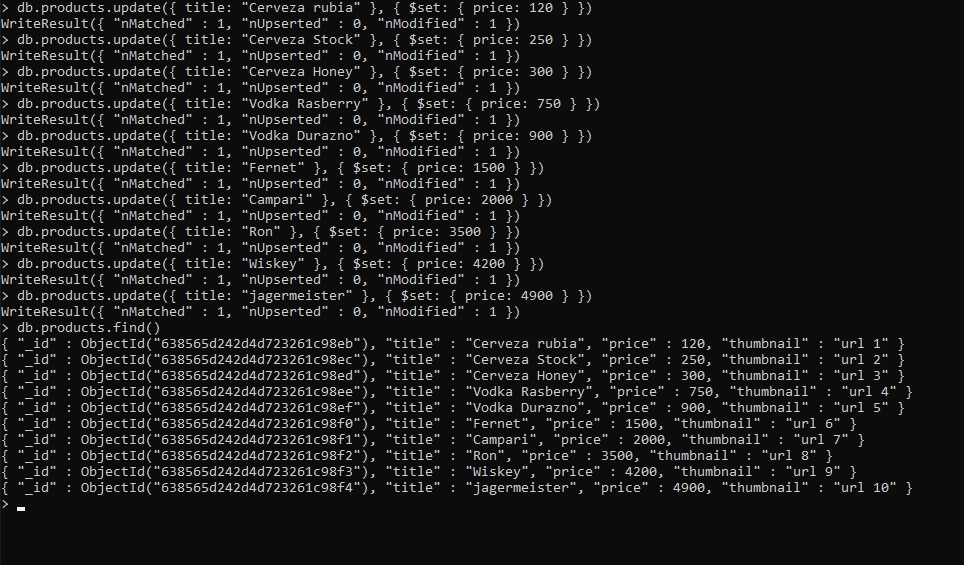 > db.products.update({ title: "Cerveza rubia" }, { $set: { price: 120 } })
WriteResult({ "nMatched" : 1, "nUpserted" : 0, "nModified" : 1 })
> db.products.update({ title: "Cerveza Stock" }, { $set: { price: 250 } })
WriteResult({ "nMatched" : 1, "nUpserted" : 0, "nModified" : 1 })
> db.products.update({ title: "Cerveza Honey" }, { $set: { price: 300 } })
WriteResult({ "nMatched" : 1, "nUpserted" : 0, "nModified" : 1 })
> db.products.update({ title: "Vodka Rasberry" }, { $set: { price: 750 } })
WriteResult({ "nMatched" : 1, "nUpserted" : 0, "nModified" : 1 })
> db.products.update({ title: "Vodka Durazno" }, { $set: { price: 900 } })
WriteResult({ "nMatched" : 1, "nUpserted" : 0, "nModified" : 1 })
> db.products.update({ title: "Fernet" }, { $set: { price: 1500 } })
WriteResult({ "nMatched" : 1, "nUpserted" : 0, "nModified" : 1 })
> db.products.update({ title: "Campari" }, { $set: { price: 2000 } })
WriteResult({ "nMatched" : 1, "nUpserted" : 0, "nModified" : 1 })
> db.products.update({ title: "Ron" }, { $set: { price: 3500 } })
WriteResult({ "nMatched" : 1, "nUpserted" : 0, "nModified" : 1 })
> db.products.update({ title: "Wiskey" }, { $set: { price: 4200 } })
WriteResult({ "nMatched" : 1, "nUpserted" : 0, "nModified" : 1 })
> db.products.update({ title: "jagermeister" }, { $set: { price: 4900 } })
WriteResult({ "nMatched" : 1, "nUpserted" : 0, "nModified" : 1 })
> db.products.find()
{ "_id" : ObjectId("638565d242d4d723261c98eb"), "title" : "Cerveza rubia", "price" : 120, "thumbnail" : "url 1" }
{ "_id" : ObjectId("638565d242d4d723261c98ec"), "title" : "Cerveza Stock", "price" : 250, "thumbnail" : "url 2" }
{ "_id" : ObjectId("638565d242d4d723261c98ed"), "title" : "Cerveza Honey", "price" : 300, "thumbnail" : "url 3" }
{ "_id" : ObjectId("638565d242d4d723261c98ee"), "title" : "Vodka Rasberry", "price" : 750, "thumbnail" : "url 4" }
{ "_id" : ObjectId("638565d242d4d723261c98ef"), "title" : "Vodka Durazno", "price" : 900, "thumbnail" : "url 5" }
{ "_id" : ObjectId("638565d242d4d723261c98f0"), "title" : "Fernet", "price" : 1500, "thumbnail" : "url 6" }
{ "_id" : ObjectId("638565d242d4d723261c98f1"), "title" : "Campari", "price" : 2000, "thumbnail" : "url 7" }
{ "_id" : ObjectId("638565d242d4d723261c98f2"), "title" : "Ron", "price" : 3500, "thumbnail" : "url 8" }
{ "_id" : ObjectId("638565d242d4d723261c98f3"), "title" : "Wiskey", "price" : 4200, "thumbnail" : "url 9" }
{ "_id" : ObjectId("638565d242d4d723261c98f4"), "title" : "jagermeister", "price" : 4900, "thumbnail" : "url 10" }
>